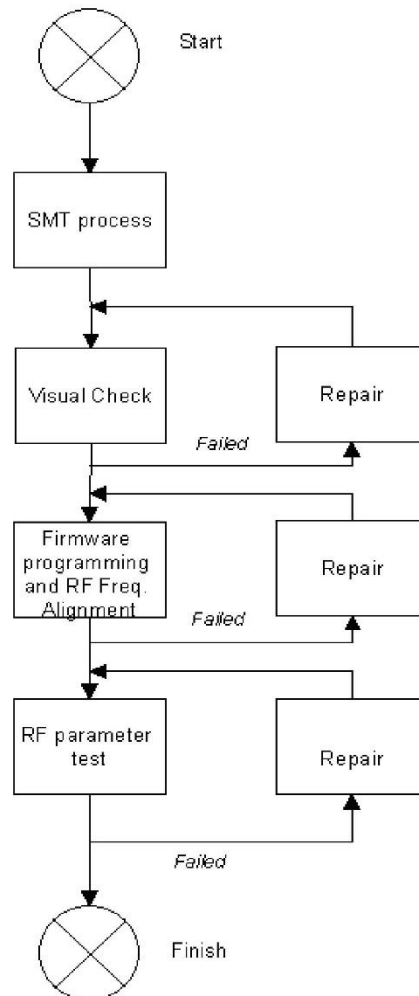 Start
SMT process
Visual Check
Repair
Failed
Firmware
programming
and RF Freq.
Alignment
Repair
Failed
RF parameter
test
Repair
Failed
Finish